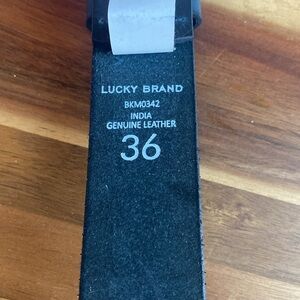 LUCKY BRAND
BKM0342
INDIA
GENUINE LEATHER
36